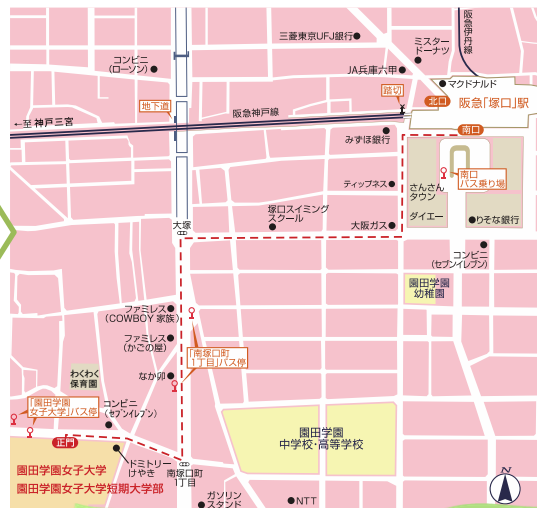 三菱東京UFJ銀行
ミスター
ドーナツ
阪急伊丹線
コンビニ
(ローソン)
JA兵庫六甲
マクドナルド
踏切
北口
阪急「塚口」駅
地下道
阪急神戸線
←至 神戸三宮
南口
みずほ銀行
南口
バス乗り場
ティップネス
さんさん
タウン
ダイエー
りそな銀行
塚口スイミング
スクール
大阪ガス
大塚
コンビニ
(セブンイレブン)
園田学園
幼稚園
ファミレス
(COWBOY 家族)
ファミレス
(かごの屋)
「南塚口町
1丁目」バス停
わくわく
保育園
なか卯
「園田学園
女子大学」バス停
コンビニ
(セブンイレブン)
正門
園田学園
中学校・高等学校
ドミトリー
けやき
南塚口町
1丁目
園田学園女子大学
園田学園女子大学短期大学部
ガソリン
スタンド
NTT
N